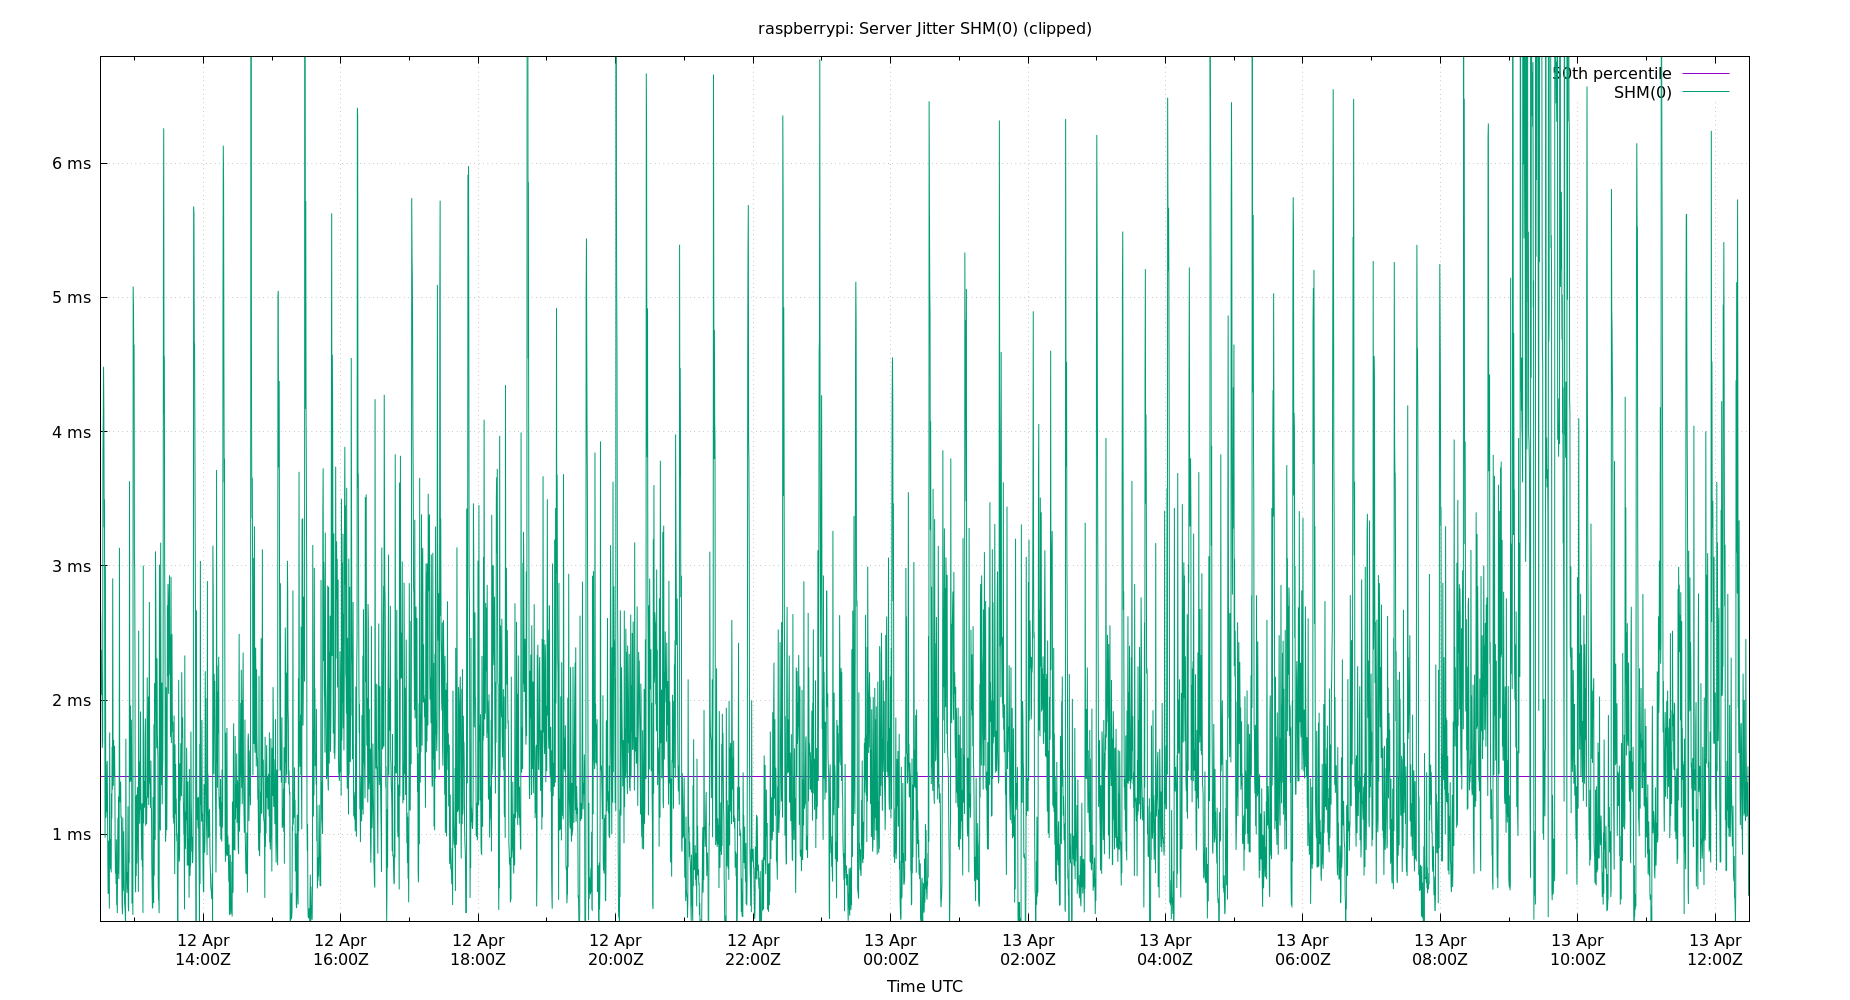 raspberrypi: Server Jitter SHM(0) (clipped)
50th percentile
SHM(0)
6 ms
5 ms
4 ms
3 ms
2 ms
1 ms
12 Apr 12 Apr 12 Apr 12 Apr 12 Apr 13 Apr 13 Apr 13 Apr 13 Apr 13 Apr 13 Apr 13 Apr
14:00Z 16:00Z 18:00Z 20:00Z 22:00Z 00:00Z 02:00Z 04:00Z 06:00Z 08:00Z 10:00Z 12:00Z
Time UTC